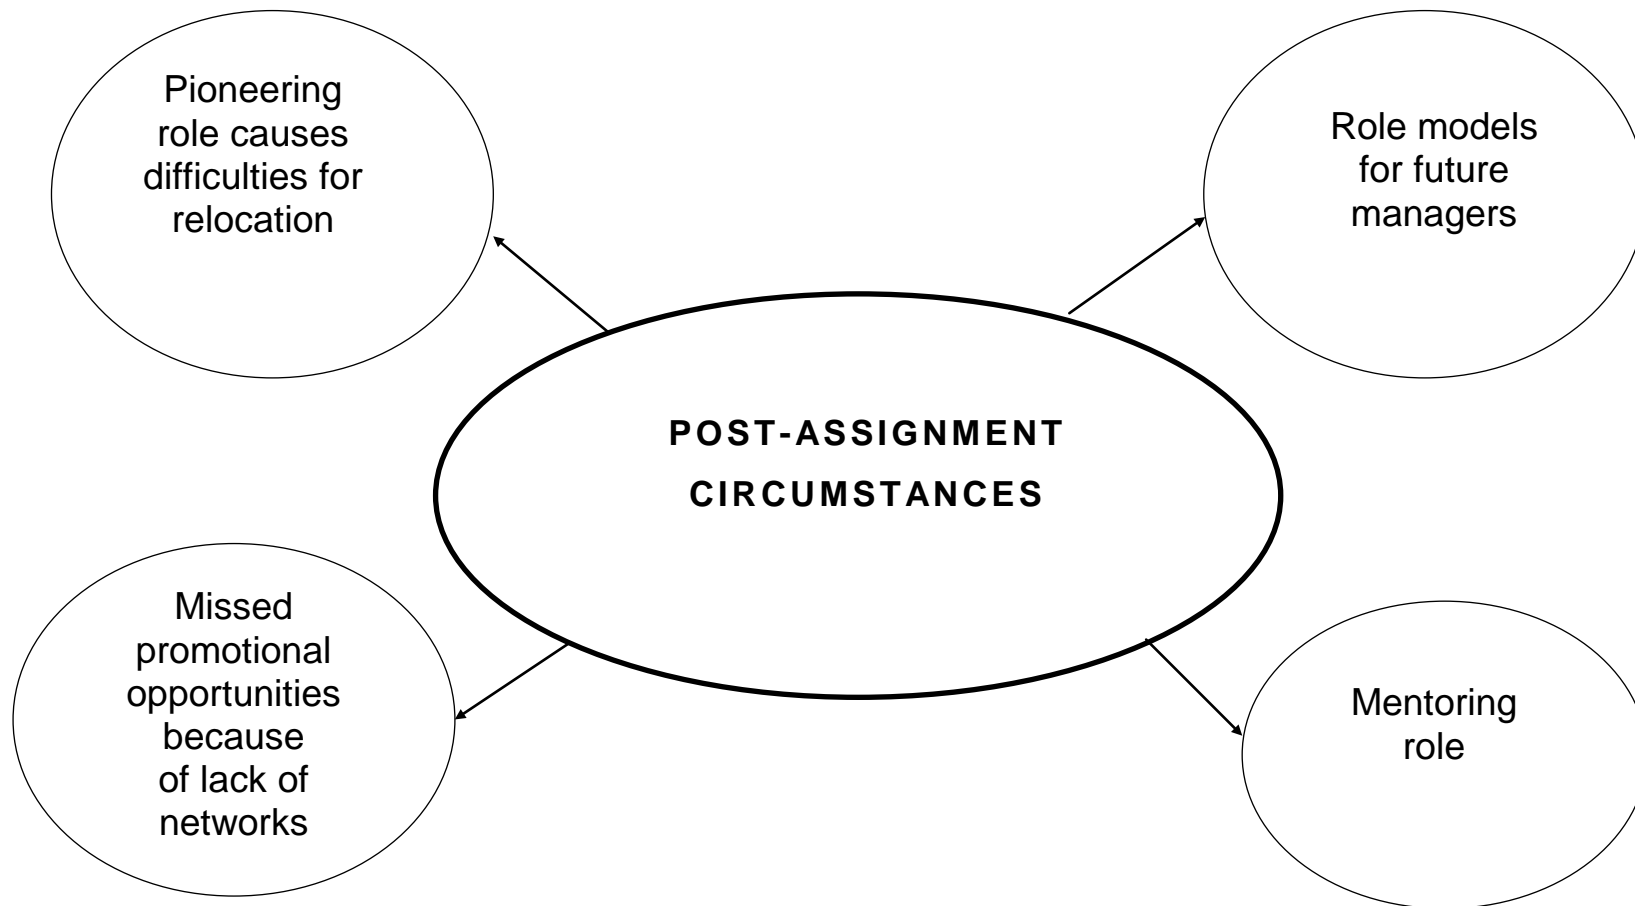 Pioneering
role causes
difficulties for
relocation
Role models
for future
managers
POST-ASSIGNMENT
CIRCUMSTANCES
Missed
promotional
opportunities
because
of lack of
networks
Mentoring
role